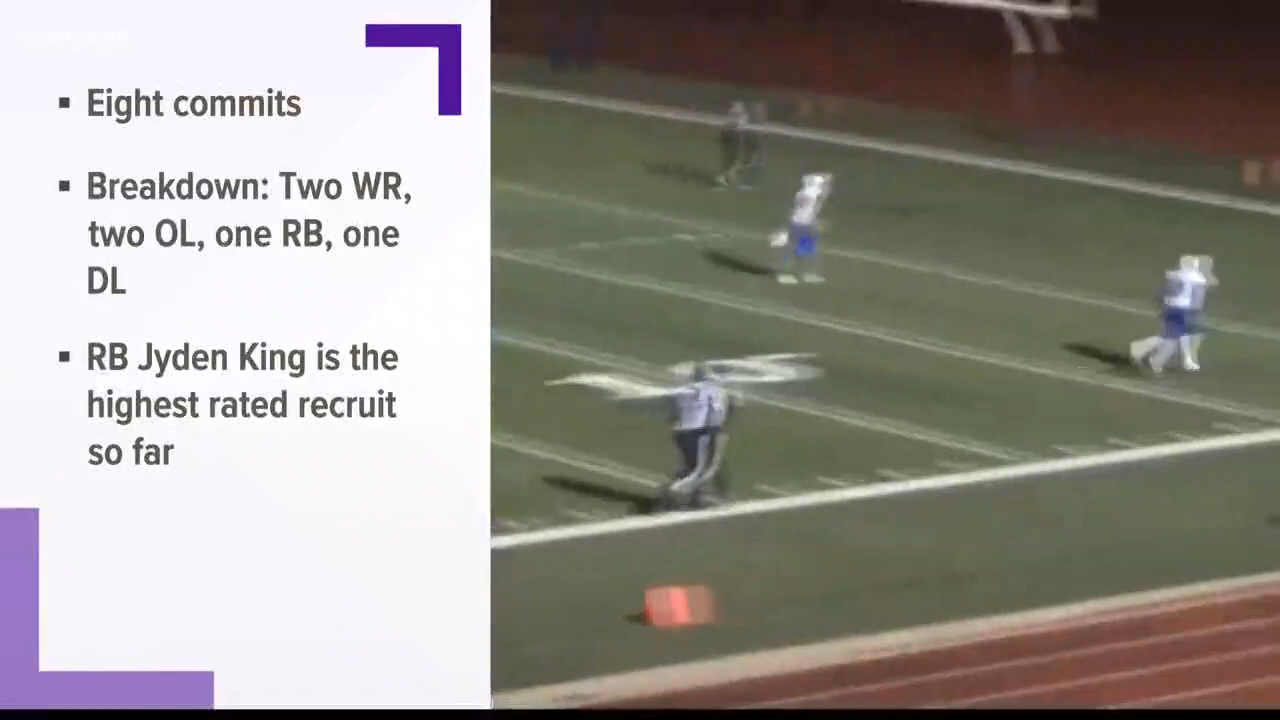 ▪ Eight commits
▪ Breakdown: Two WR,
two OL, one RB, one
DL
▪ RB Jyden King is the
highest rated recruit
so far